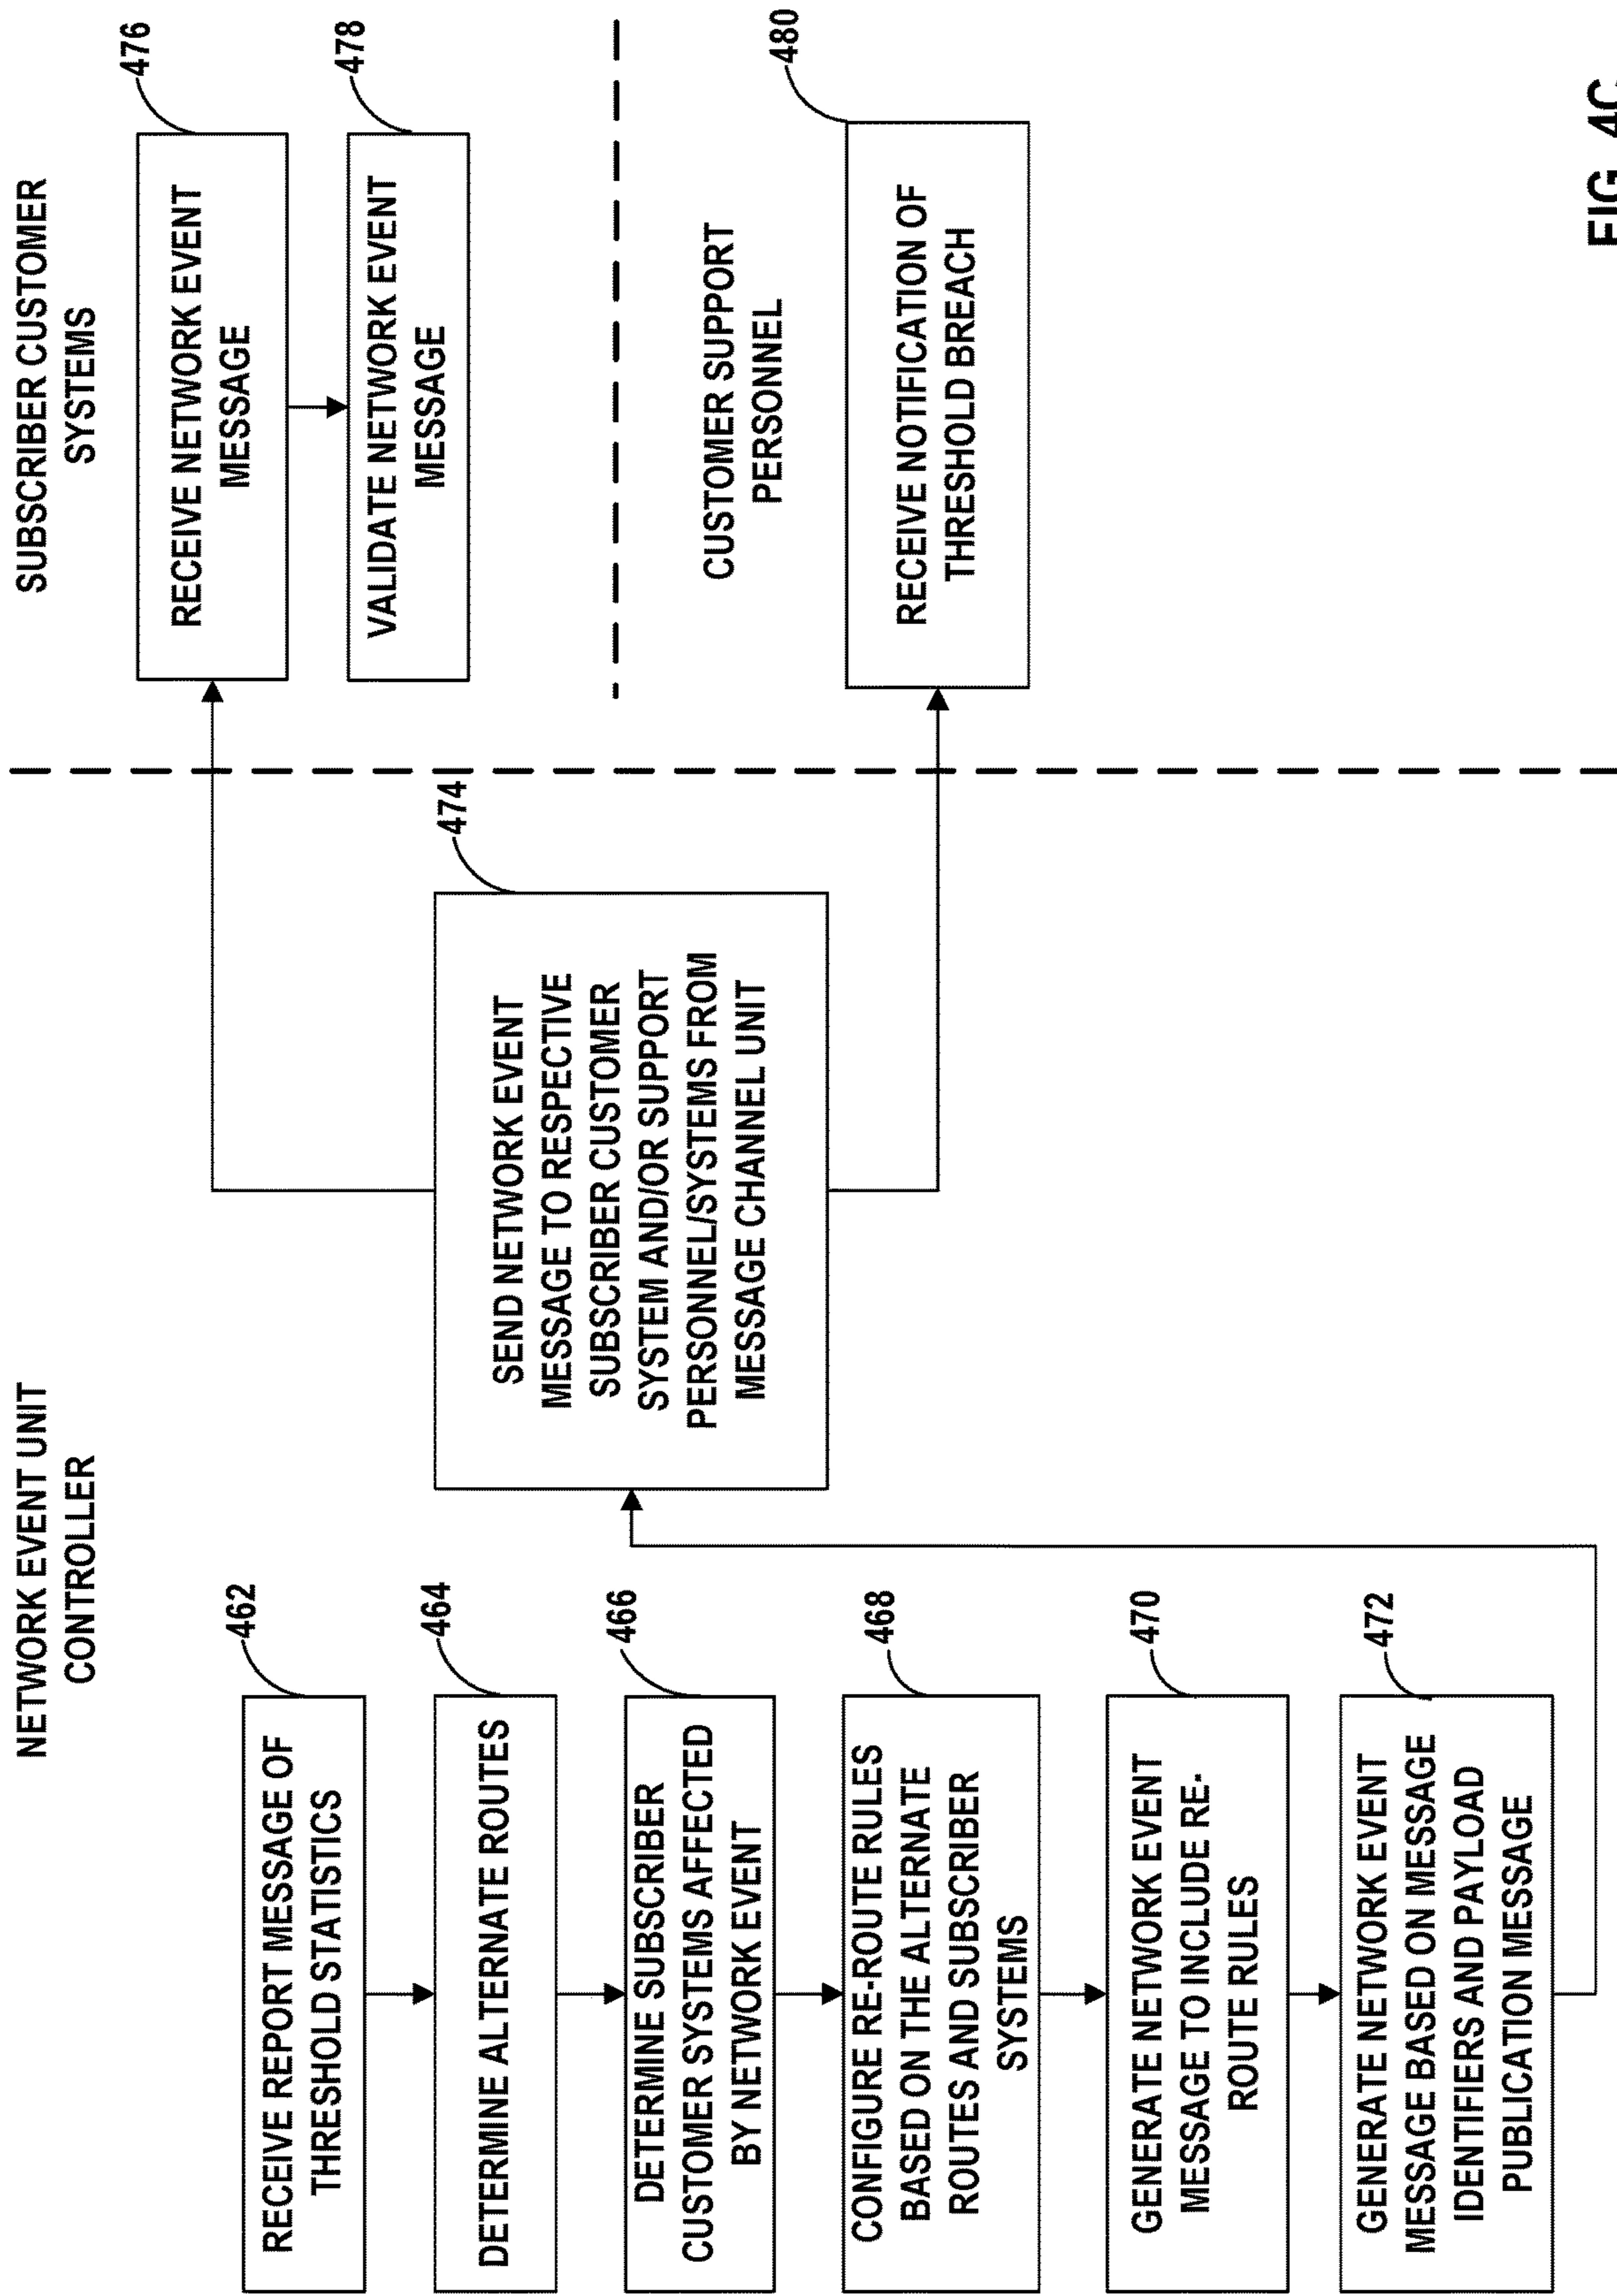 NETWORK EVENT UNIT
CONTROLLER
462
RECEIVE REPORT MESSAGE OF
THRESHOLD STATISTICS
464
DETERMINE ALTERNATE ROUTES
466
DETERMINE SUBSCRIBER
CUSTOMER SYSTEMS AFFECTED
BY NETWORK EVENT
468
CONFIGURE RE-ROUTE RULES
BASED ON THE ALTERNATE
ROUTES AND SUBSCRIBER
SYSTEMS
470
GENERATE NETWORK EVENT
MESSAGE TO INCLUDE RE-
ROUTE RULES
472
GENERATE NETWORK EVENT
MESSAGE BASED ON MESSAGE
IDENTIFIERS AND PAYLOAD
PUBLICATION MESSAGE
474
SEND NETWORK EVENT
MESSAGE TO RESPECTIVE
SUBSCRIBER CUSTOMER
SYSTEM AND/OR SUPPORT
PERSONNEL/SYSTEMS FROM
MESSAGE CHANNEL UNIT
SUBSCRIBER CUSTOMER
SYSTEMS
476
RECEIVE NETWORK EVENT
MESSAGE
478
VALIDATE NETWORK EVENT
MESSAGE
CUSTOMER SUPPORT
PERSONNEL
480
RECEIVE NOTIFICATION OF
THRESHOLD BREACH
FIG. 4C